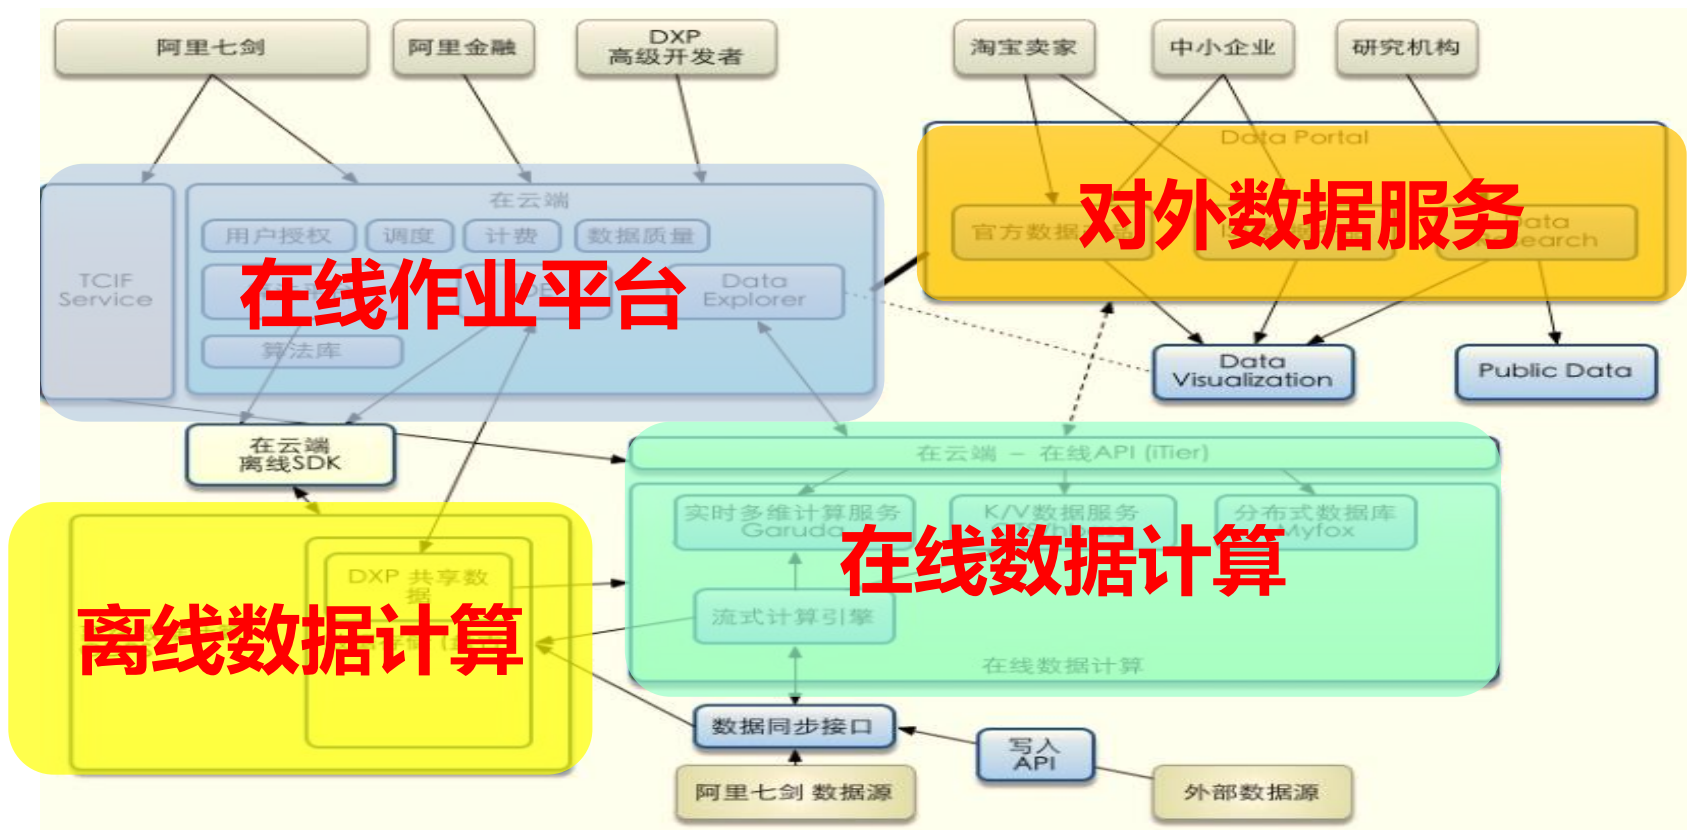 阿里七剑
阿里金融
DXP
高级开发者
淘宝卖家
中小企业
研究机构
Data Portal
对外数据服务
官方数据
Data
Research
在云端
用户授权
调度
计费
数据质量
TCIF
Service
在线作业平台
Data
Explorer
算法库
Data
Visualization
Public Data
在云端
离线SDK
在云端 – 在线API (iTier)
实时多维计算服务
Garuda
K/V数据服务
分布式数据库
Myfox
在线数据计算
流式计算引擎
在线数据计算
DXP 共享数
据
离线数据计算
数据同步接口
写入
API
阿里七剑 数据源
外部数据源